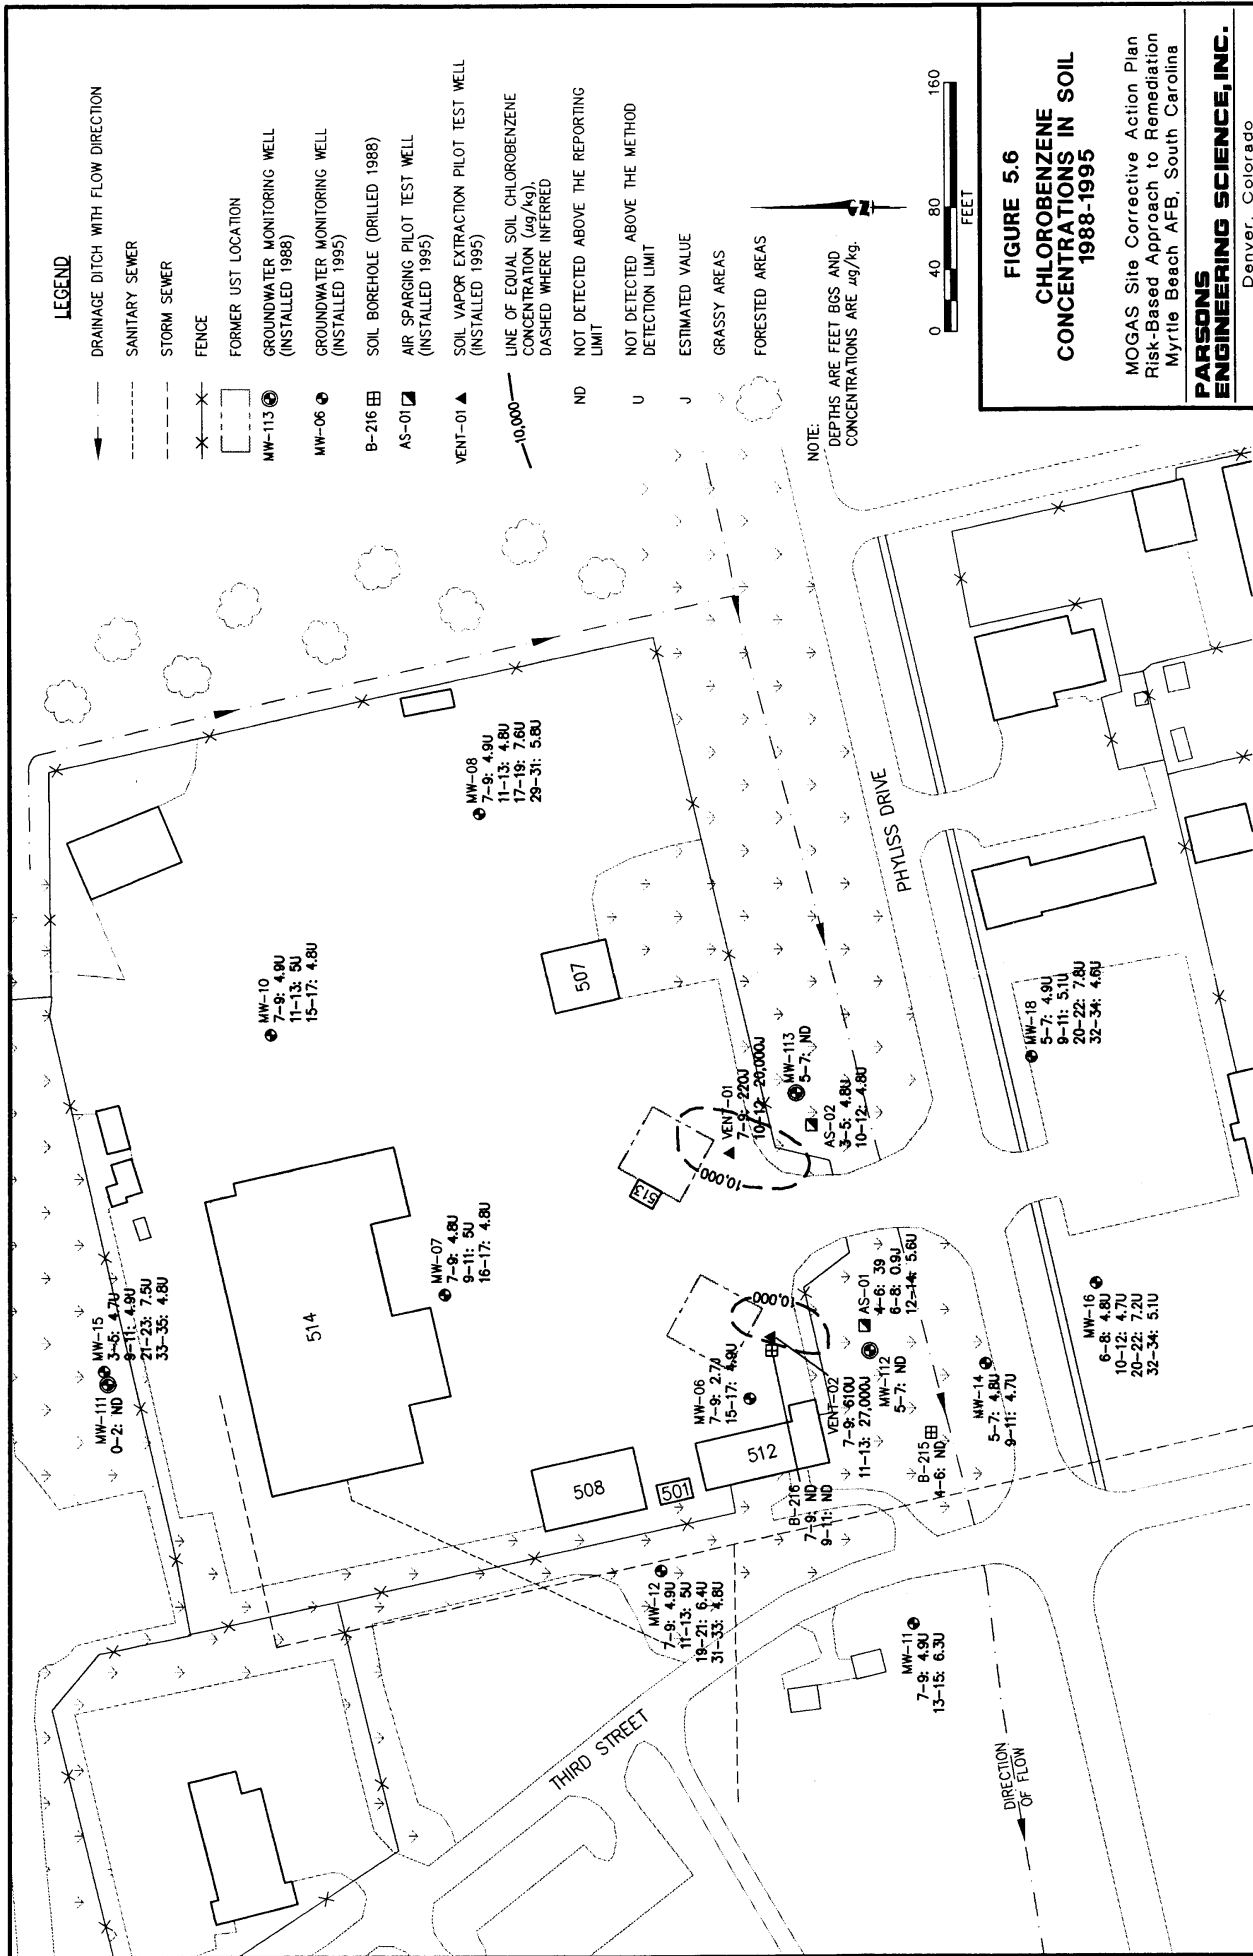 LEGEND
DRAINAGE DITCH WITH FLOW DIRECTION
SANITARY SEWER
STORM SEWER
FENCE
FORMER UST LOCATION
MW-113
GROUNDWATER MONITORING WELL
(INSTALLED 1988)
MW-06
GROUNDWATER MONITORING WELL
(INSTALLED 1995)
B-216
SOIL BOREHOLE (DRILLED 1988)
AS-01
AIR SPARGING PILOT TEST WELL
(INSTALLED 1995)
VENT-01
SOIL VAPOR EXTRACTION PILOT TEST WELL
(INSTALLED 1995)
10,000
LINE OF EQUAL SOIL CHLOROBENZENE
CONCENTRATION (ug/kg),
DASHED WHERE INFERRED
ND
NOT DETECTED ABOVE THE REPORTING
LIMIT
U
NOT DETECTED ABOVE THE METHOD
DETECTION LIMIT
J
ESTIMATED VALUE
GRASSY AREAS
FORESTED AREAS
NOTE:
DEPTHS ARE FEET BGS AND
CONCENTRATIONS ARE ug/kg.
N
0
40
80
160
FEET
FIGURE 5.6
CHLOROBENZENE
CONCENTRATIONS IN SOIL
1988-1995
MOGAS Site Corrective Action Plan
Risk-Based Approach to Remediation
Myrtle Beach AFB, South Carolina
PARSONS
ENGINEERING SCIENCE, INC.
Denver, Colorado
MW-111
0-2: ND
MW-15
3-5: 4.7U
9-11: 4.9U
21-23: 7.5U
33-35: 4.8U
MW-10
7-9: 4.9U
11-13: 5U
15-17: 4.8U
MW-08
7-9: 4.9U
11-13: 4.8U
17-19: 7.6U
29-31: 5.8U
514
MW-07
7-9: 4.8U
9-11: 5U
16-17: 4.8U
507
508
501
512
513
MW-06
7-9: 2.7J
15-17: 4.9U
10,000
10,000
VENT-01
7-9: 220J
10-12: 20,000J
MW-113
5-7: ND
AS-02
3-5: 4.8U
10-12: 4.8U
PHYLISS DRIVE
MW-12
7-9: 4.9U
11-13: 5U
19-21: 6.4U
31-33: 4.8U
B-216
7-9: ND
9-11: ND
VENT-02
7-9: 610U
11-13: 27,000J
MW-112
5-7: ND
AS-01
4-6: 39
6-8: 0.9J
12-14: 5.6U
B-215
4-6: ND
MW-14
5-7: 4.8U
9-11: 4.7U
MW-16
6-8: 4.8U
10-12: 4.7U
20-22: 7.2U
32-34: 5.1U
MW-18
5-7: 4.9U
9-11: 5.1U
20-22: 7.8U
32-34: 4.6U
MW-11
7-9: 4.9U
13-15: 6.3U
THIRD STREET
DIRECTION
OF FLOW